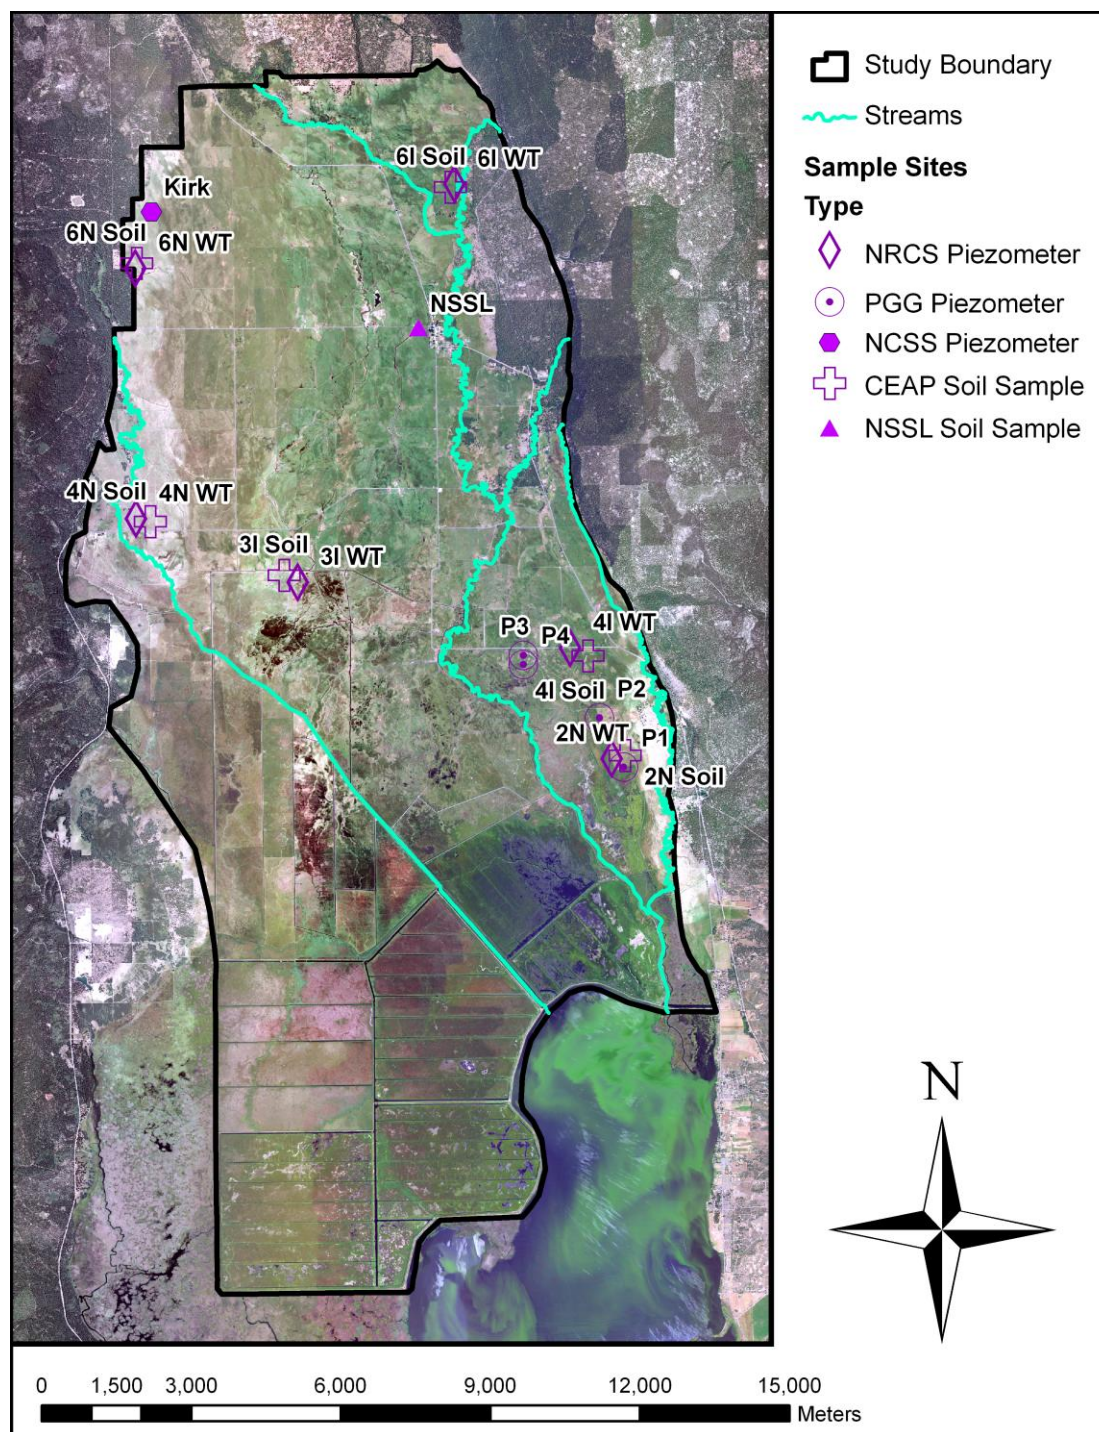 Study Boundary
Streams
Sample Sites
Type
NRCS Piezometer
PGG Piezometer
NCSS Piezometer
CEAP Soil Sample
NSSL Soil Sample
6I Soil
6I WT
Kirk
6N Soil
6N WT
NSSL
4N Soil
4N WT
3I Soil
3I WT
P3
P4
4I WT
4I Soil
P2
2N WT
P1
2N Soil
N
0 1,500 3,000 6,000 9,000 12,000 15,000
Meters